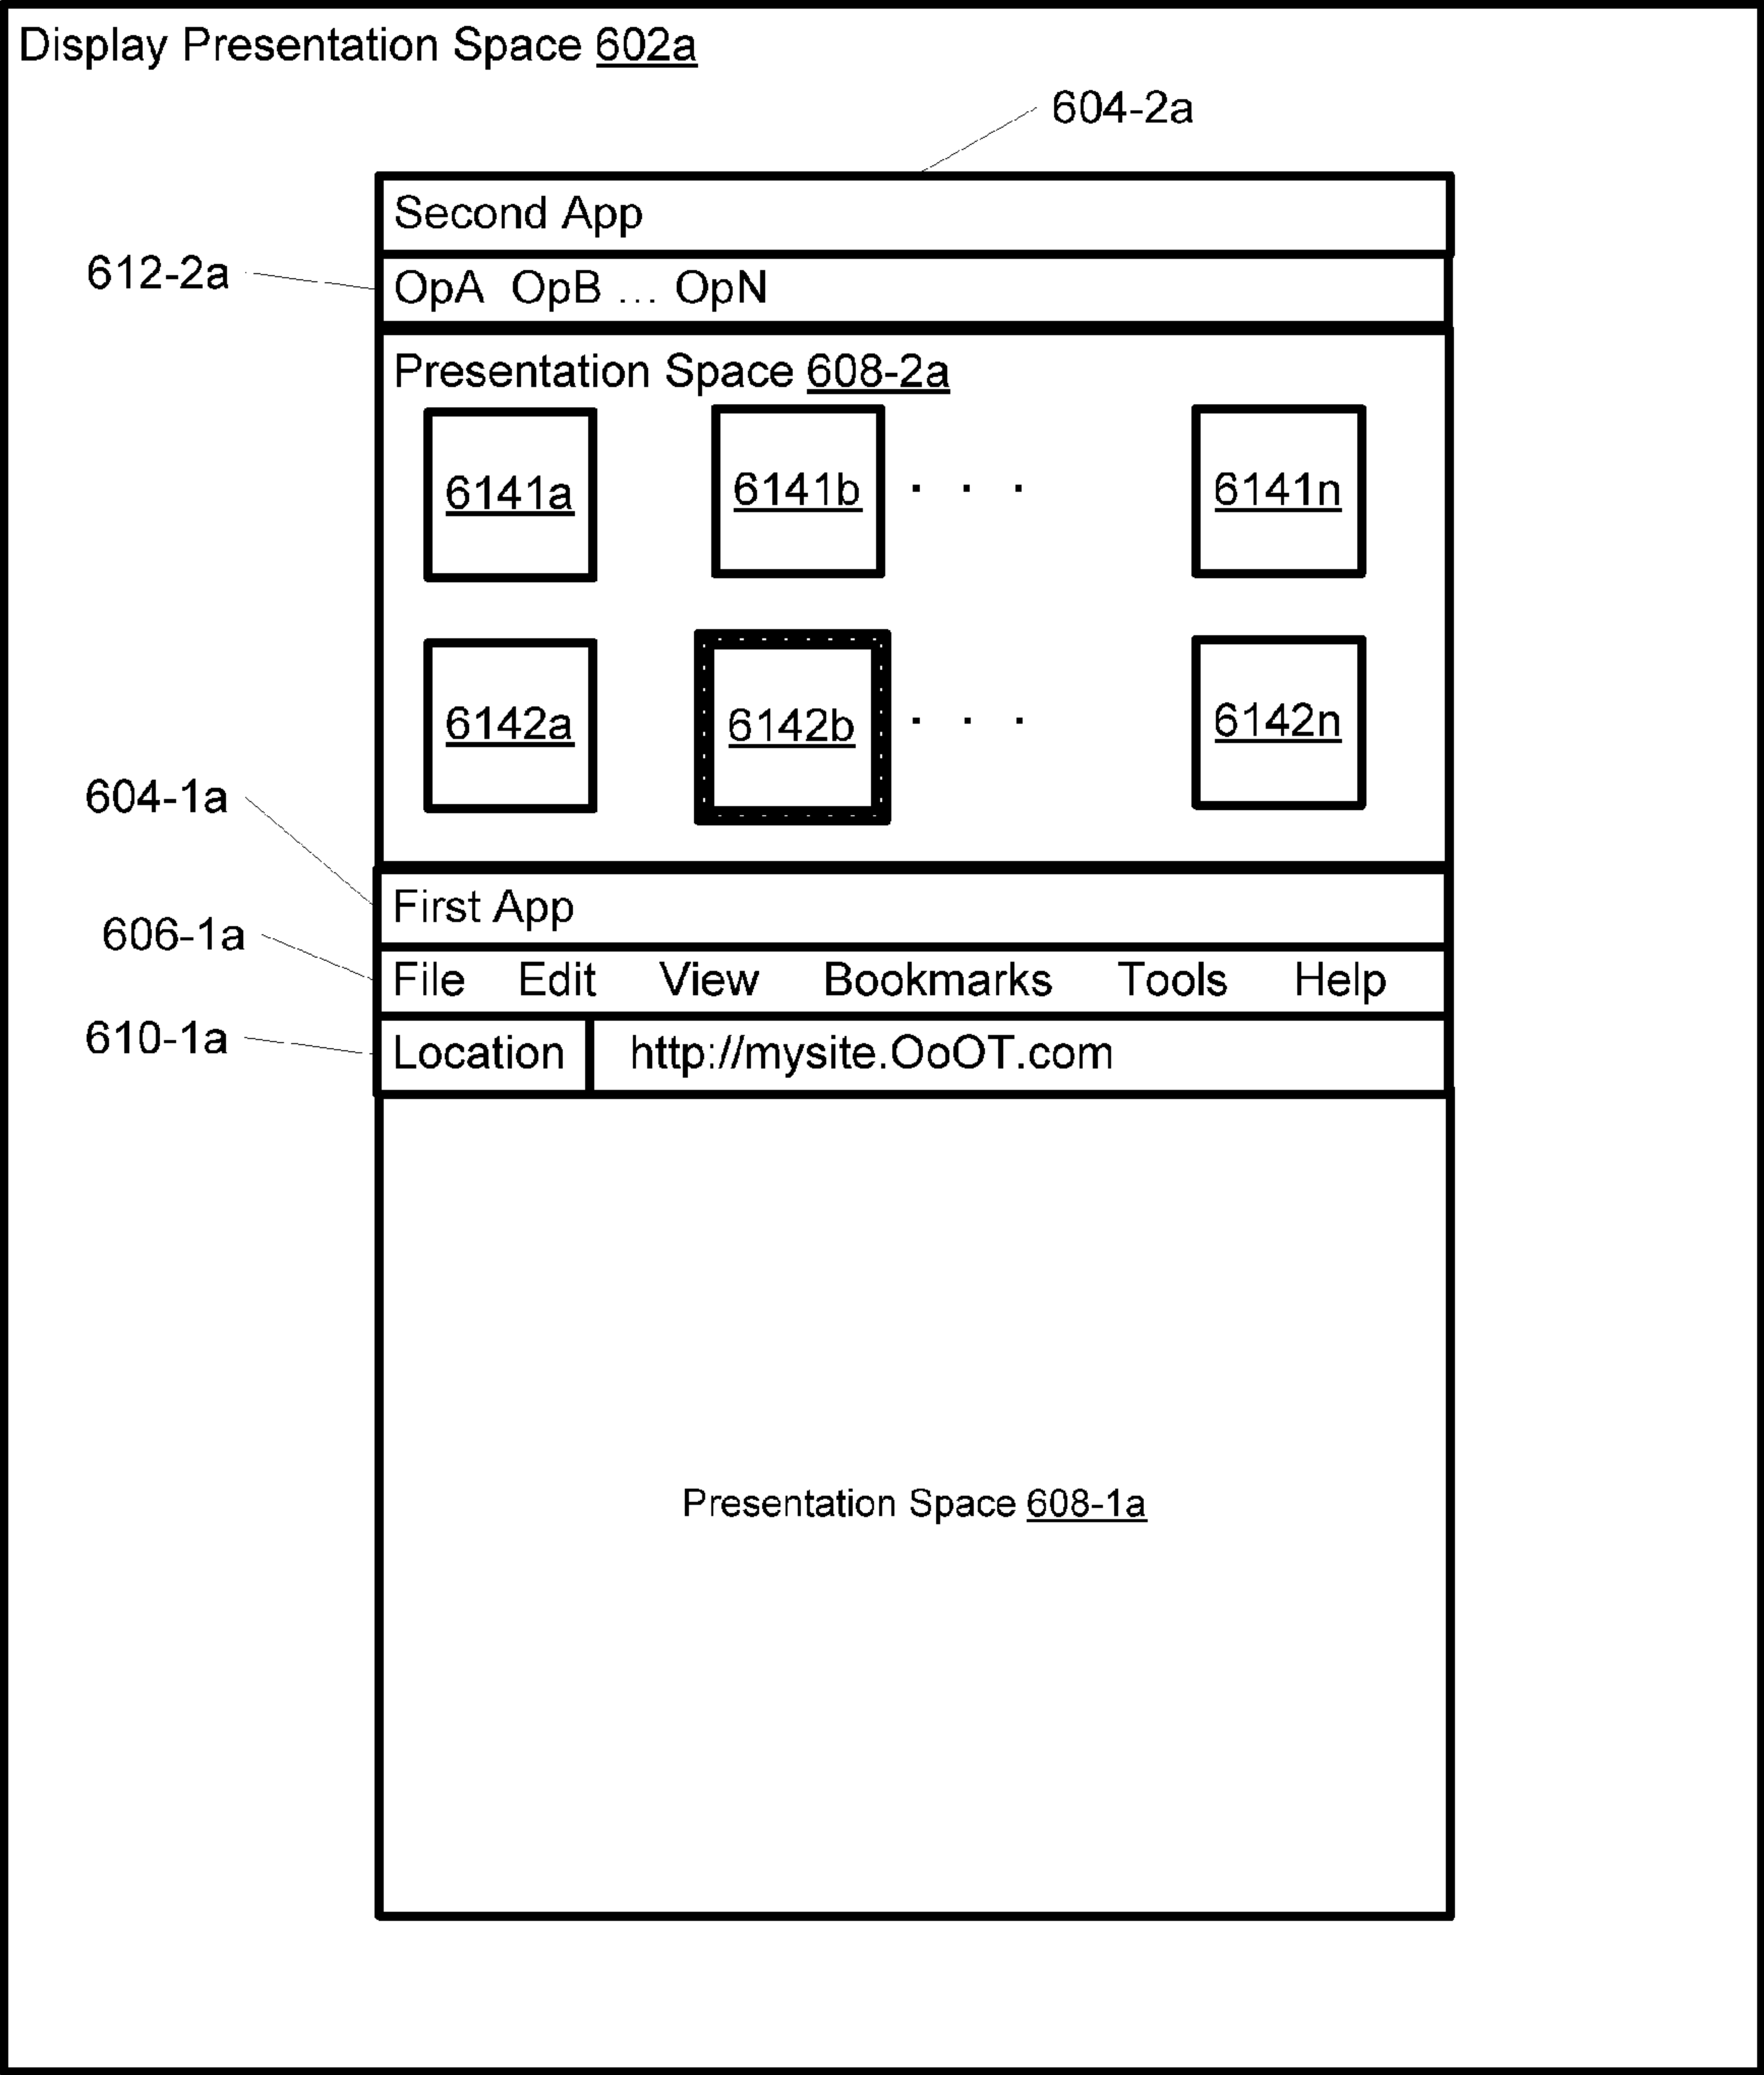 Display Presentation Space 602a
604-2a
Second App
612-2a
OpA OpB ... OpN
Presentation Space 608-2a
6141a 6141b . . . 6141n
6142a 6142b . . . 6142n
604-1a
First App
606-1a
File Edit View Bookmarks Tools Help
610-1a
Location http://mysite.OoOT.com
Presentation Space 608-1a